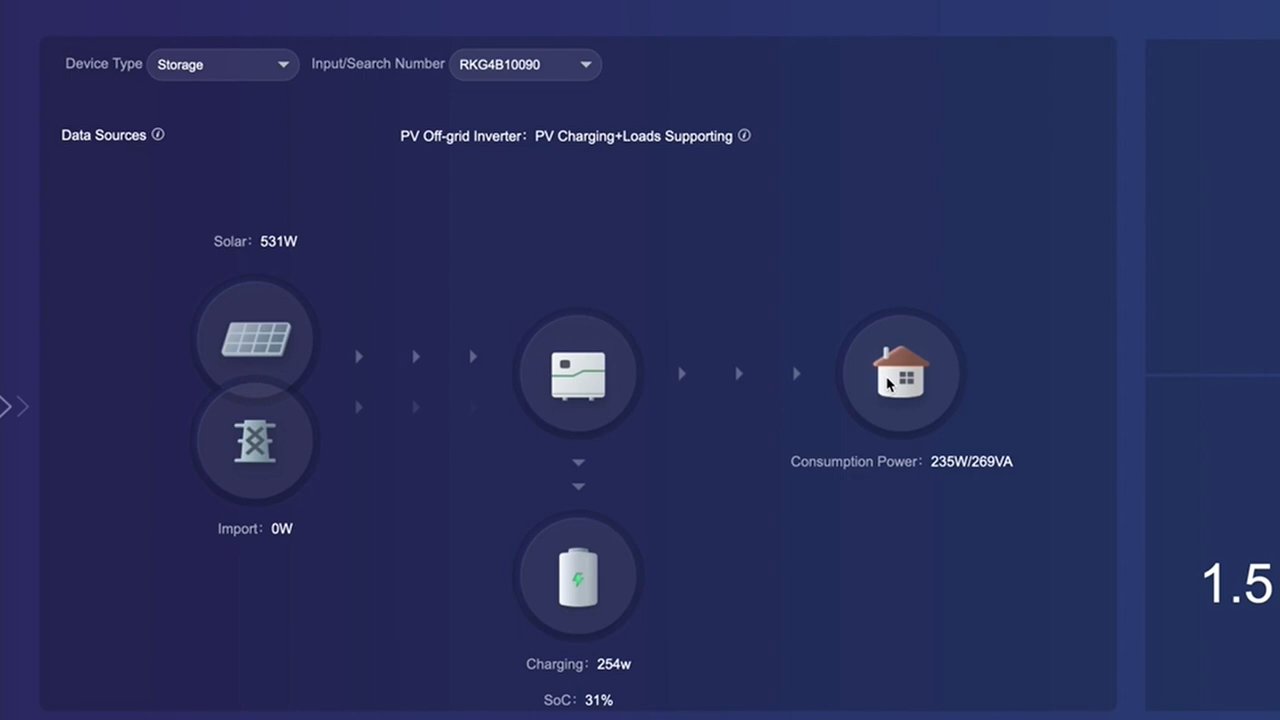 Device Type Storage Input/Search Number RKG4B10090
Data Sources
PV Off-grid Inverter: PV Charging+Loads Supporting
Solar: 531W
Consumption Power: 235W/269VA
Import: 0W
1.5
Charging: 254w
SoC: 31%